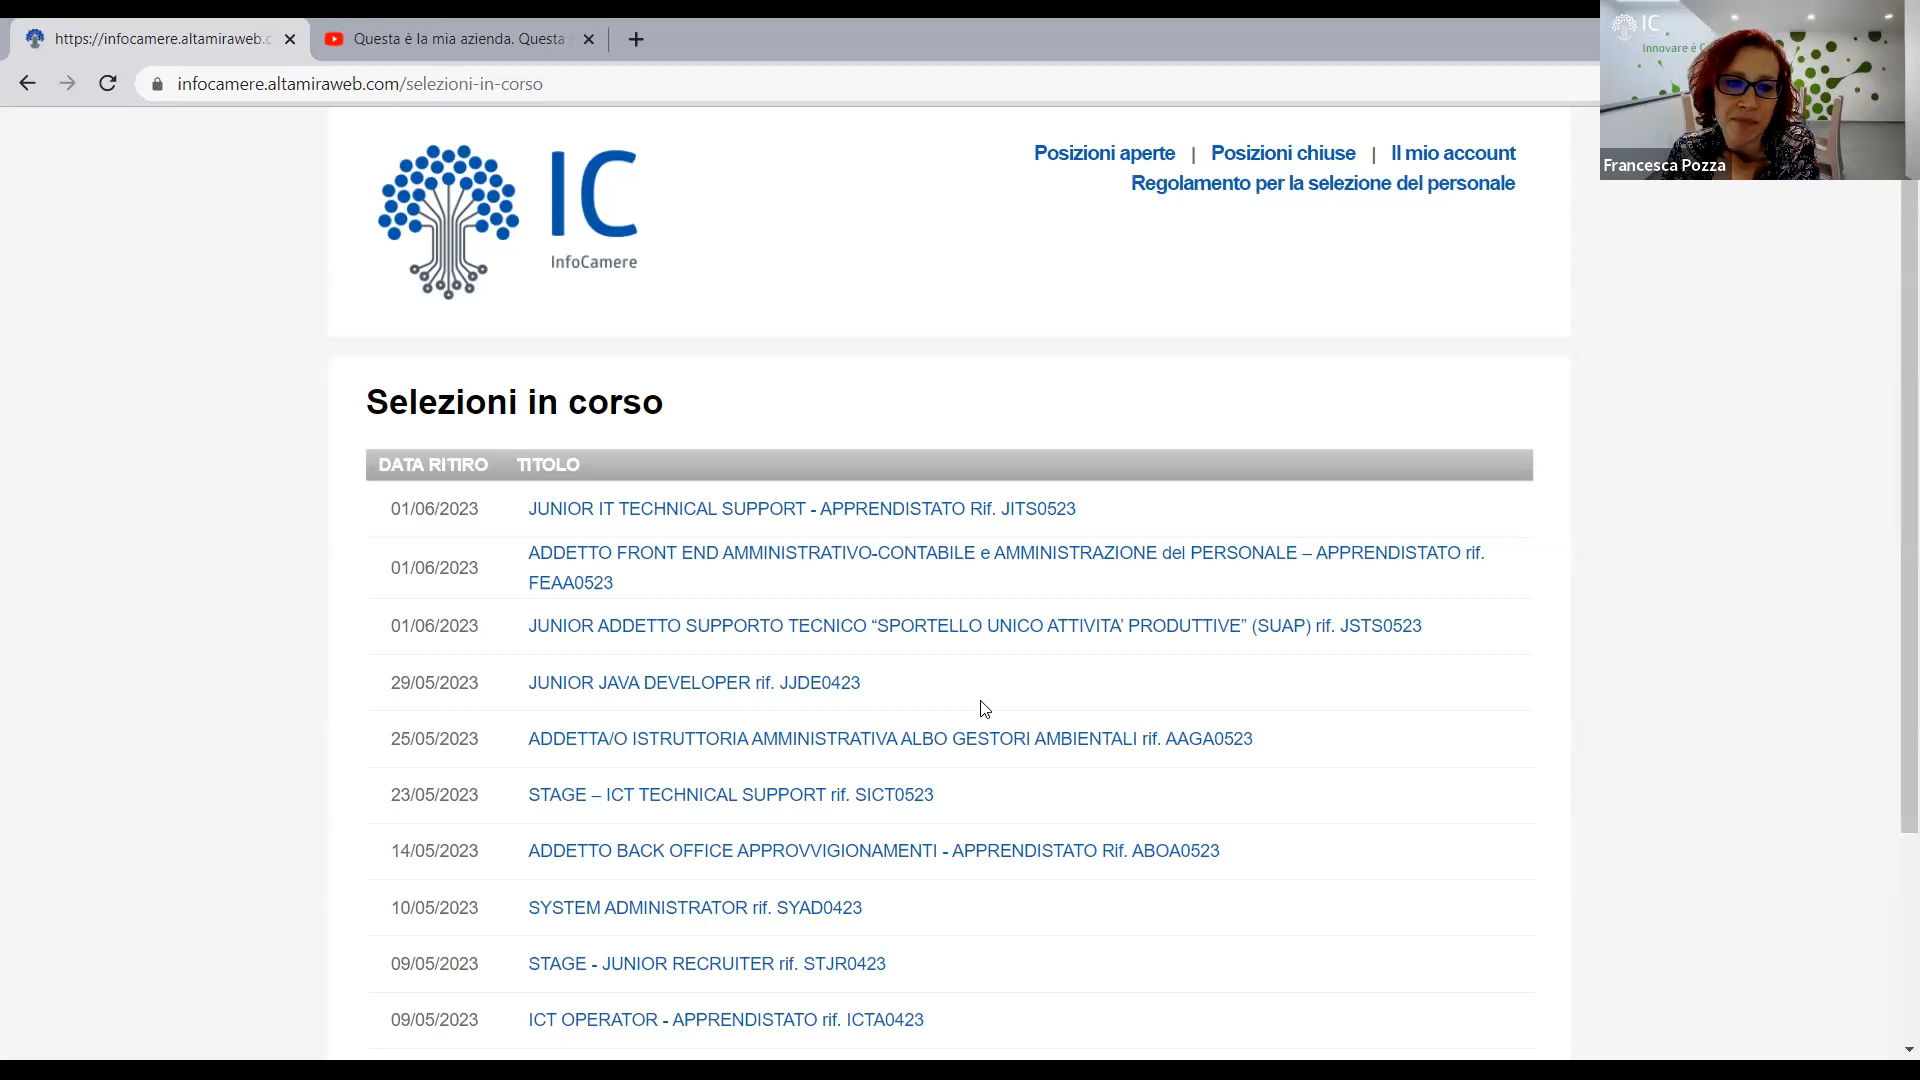 https://infocamere.altamiraweb.c
Questa è la mia azienda. Questa
infocamere.altamiraweb.com/selezioni-in-corso
IC
Innovare è C
Francesca Pozza
IC
InfoCamere
Posizioni aperte | Posizioni chiuse | Il mio account
Regolamento per la selezione del personale
Selezioni in corso
DATA RITIRO TITOLO
01/06/2023 JUNIOR IT TECHNICAL SUPPORT - APPRENDISTATO Rif. JITS0523
01/06/2023 ADDETTO FRONT END AMMINISTRATIVO-CONTABILE e AMMINISTRAZIONE del PERSONALE – APPRENDISTATO rif.
FEAA0523
01/06/2023 JUNIOR ADDETTO SUPPORTO TECNICO “SPORTELLO UNICO ATTIVITA’ PRODUTTIVE” (SUAP) rif. JSTS0523
29/05/2023 JUNIOR JAVA DEVELOPER rif. JJDE0423
25/05/2023 ADDETTA/O ISTRUTTORIA AMMINISTRATIVA ALBO GESTORI AMBIENTALI rif. AAGA0523
23/05/2023 STAGE – ICT TECHNICAL SUPPORT rif. SICT0523
14/05/2023 ADDETTO BACK OFFICE APPROVVIGIONAMENTI - APPRENDISTATO Rif. ABOA0523
10/05/2023 SYSTEM ADMINISTRATOR rif. SYAD0423
09/05/2023 STAGE - JUNIOR RECRUITER rif. STJR0423
09/05/2023 ICT OPERATOR - APPRENDISTATO rif. ICTA0423